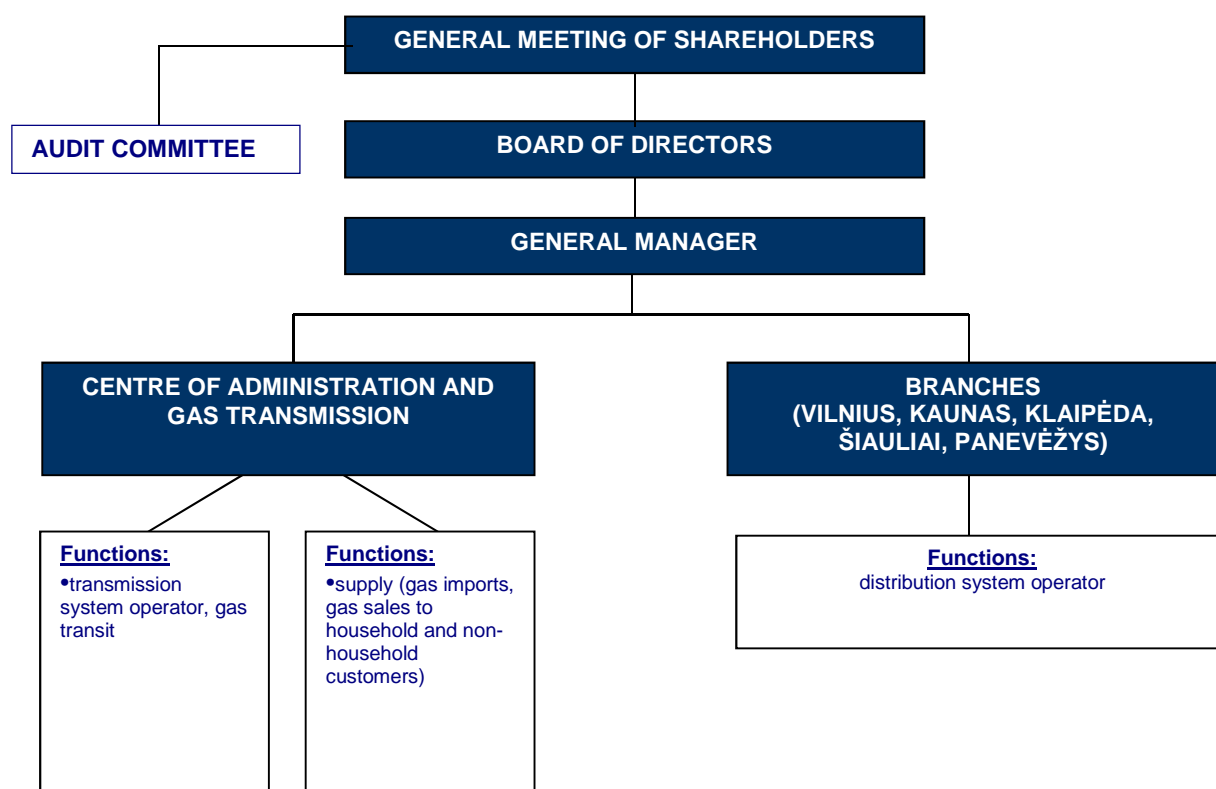 GENERAL MEETING OF SHAREHOLDERS
AUDIT COMMITTEE
BOARD OF DIRECTORS
GENERAL MANAGER
CENTRE OF ADMINISTRATION AND
GAS TRANSMISSION
BRANCHES
(VILNIUS, KAUNAS, KLAIPĖDA,
ŠIAULIAI, PANEVĖŽYS)
Functions:
•transmission
system operator, gas
transit
Functions:
•supply (gas imports,
gas sales to
household and non-
household
customers)
Functions:
distribution system operator